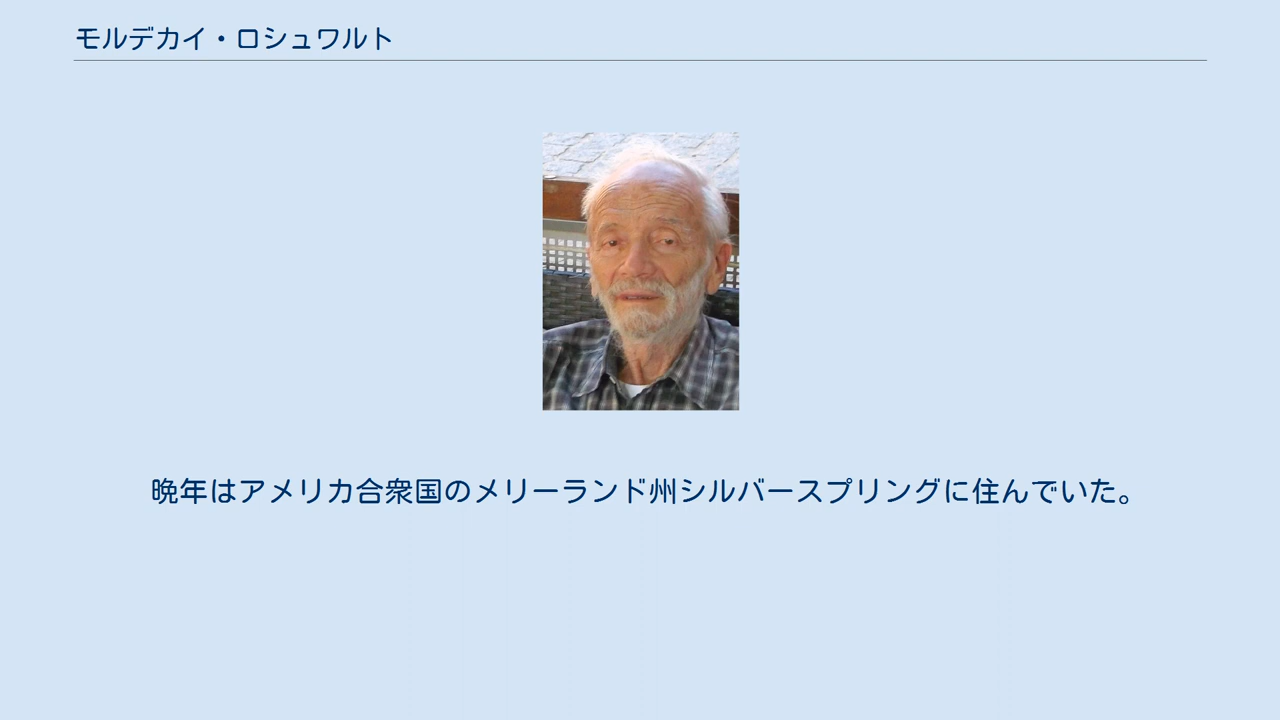 モルデカイ・ロシュワルト
晩年はアメリカ合衆国のメリーランド州シルバースプリングに住んでいた。